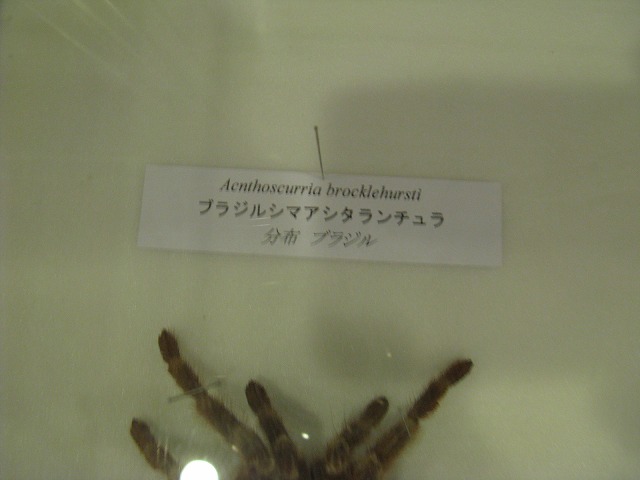 Acnthoscurria brocklehursti
ブラジルシマアシタランチュラ
分布 ブラジル